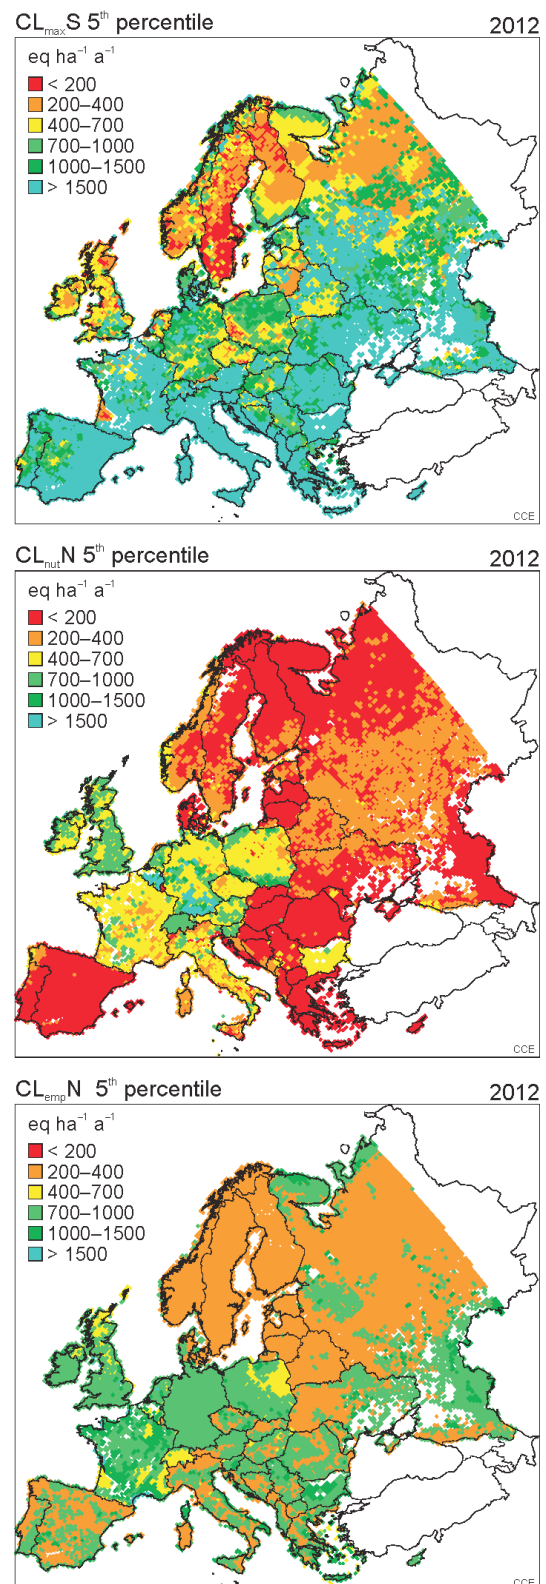 CLmaxS 5th percentile 2012
eq ha−1 a−1
< 200
200–400
400–700
700–1000
1000–1500
> 1500
CCE
CLnutN 5th percentile 2012
eq ha−1 a−1
< 200
200–400
400–700
700–1000
1000–1500
> 1500
CCE
CLempN 5th percentile 2012
eq ha−1 a−1
< 200
200–400
400–700
700–1000
1000–1500
> 1500
CCE